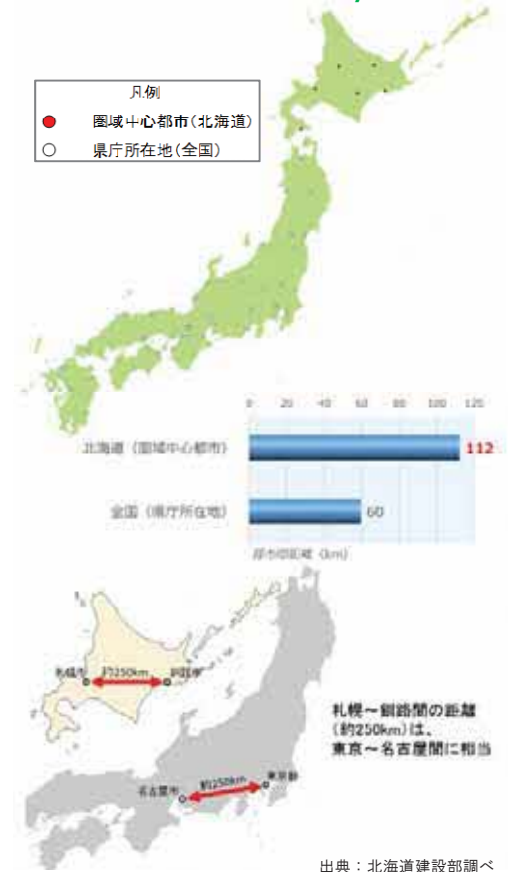 凡例
圏域中心都市(北海道)
県庁所在地(全国)
0 20 40 60 80 100 120
北海道（圏域中心都市） 112
全国（県庁所在地） 60
都市間距離（km）
札幌市 約250km 釧路市
札幌～釧路間の距離
(約250km)は、
東京～名古屋間に相当
名古屋市 約250km 東京都
出典：北海道建設部調べ